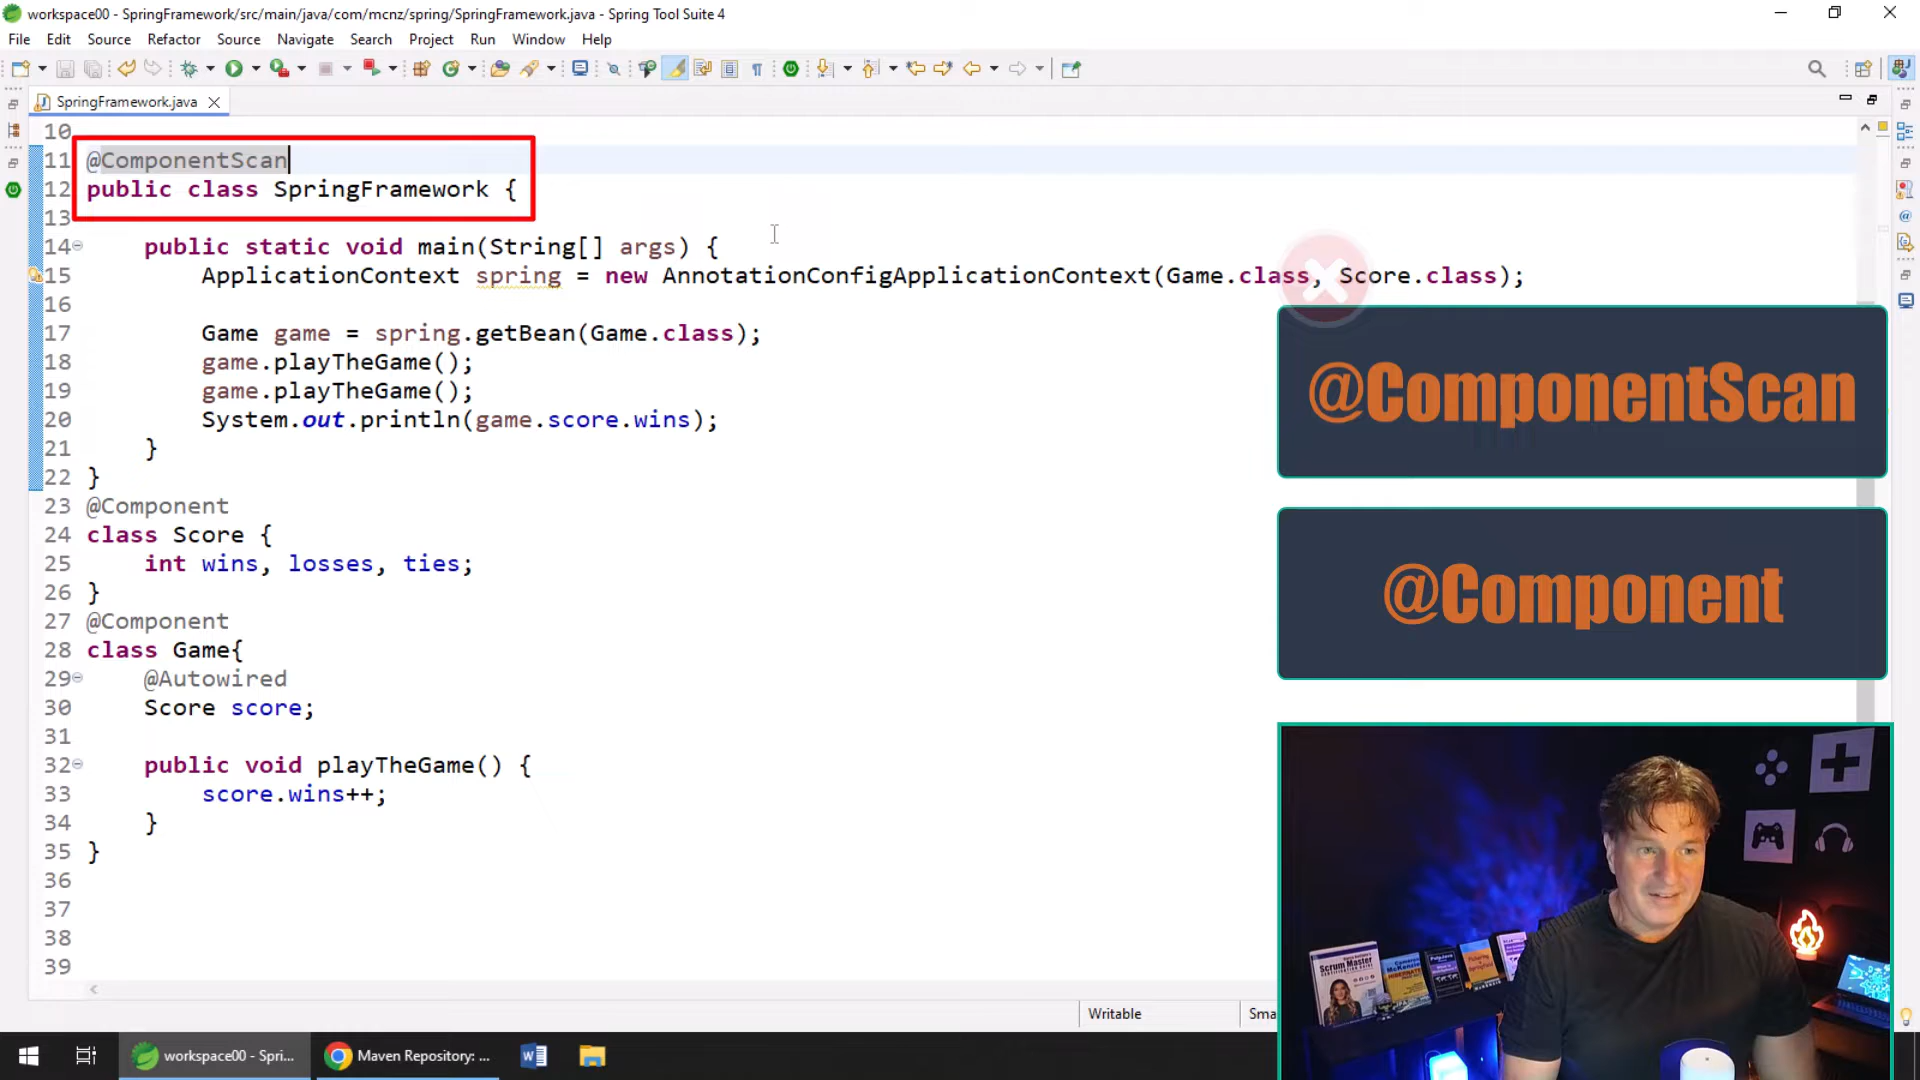 workspace00 - SpringFramework/src/main/java/com/mcnz/spring/SpringFramework.java - Spring Tool Suite 4
File Edit Source Refactor Source Navigate Search Project Run Window Help
SpringFramework.java
10
11 @ComponentScan
12 public class SpringFramework {
13
14 public static void main(String[] args) {
15 ApplicationContext spring = new AnnotationConfigApplicationContext(Game.class, Score.class);
16
17 Game game = spring.getBean(Game.class);
18 game.playTheGame();
19 game.playTheGame();
20 System.out.println(game.score.wins);
21 }
22 }
23 @Component
24 class Score {
25 int wins, losses, ties;
26 }
27 @Component
28 class Game{
29 @Autowired
30 Score score;
31
32 public void playTheGame() {
33 score.wins++;
34 }
35 }
36
37
38
39
@ComponentScan
@Component
Scrum Master
Writable Sma
workspace00 - Spri... Maven Repository: ...